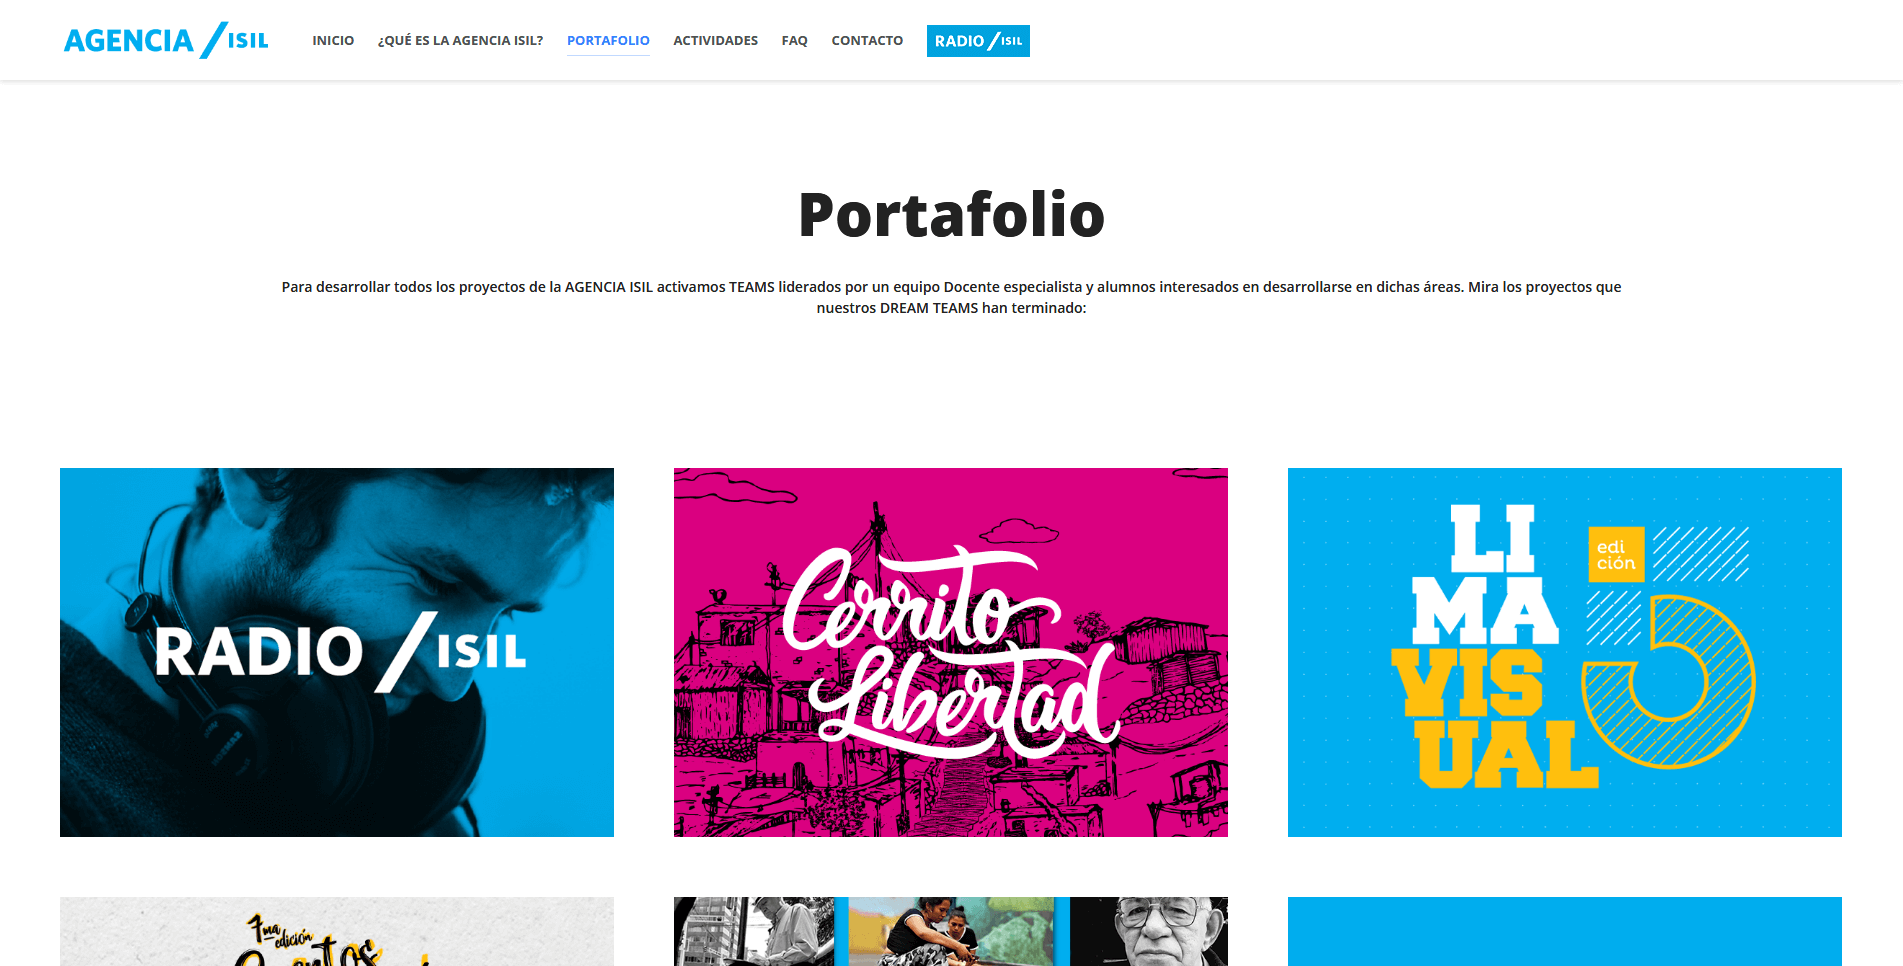 AGENCIA /ISIL
INICIO
¿QUÉ ES LA AGENCIA ISIL?
PORTAFOLIO
ACTIVIDADES
FAQ
CONTACTO
RADIO /ISIL
Portafolio
Para desarrollar todos los proyectos de la AGENCIA ISIL activamos TEAMS liderados por un equipo Docente especialista y alumnos interesados en desarrollarse en dichas áreas. Mira los proyectos que
nuestros DREAM TEAMS han terminado:
RADIO /ISIL
Cerrito
Libertad
LI
MA
VIS
UAL
edi
ción
5
7ma
edición